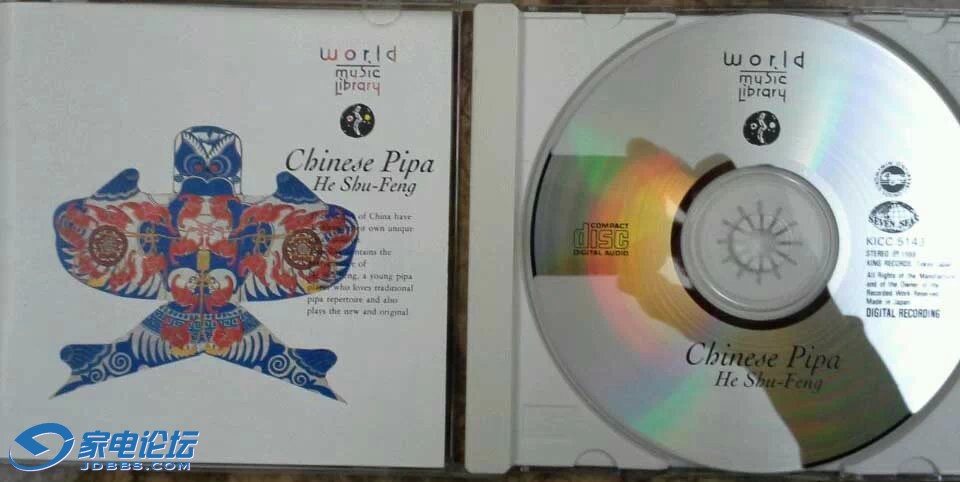 world
music
library
Chinese Pipa
He Shu-Feng
of China have
own unique
the
of
a young pipa
who loves traditional
pipa repertoire and also
plays the new and original
家电论坛
JDBBS.COM
world
music
library
COMPACT
disc
DIGITAL AUDIO
SEVEN SEAS
KICC 5143
STEREO
KING RECORDS, Tokyo Japan
All Rights of the Manufacturer
and of the Owner of the
Recorded Work Reserved
Made in Japan
DIGITAL RECORDING
Chinese Pipa
He Shu-Feng